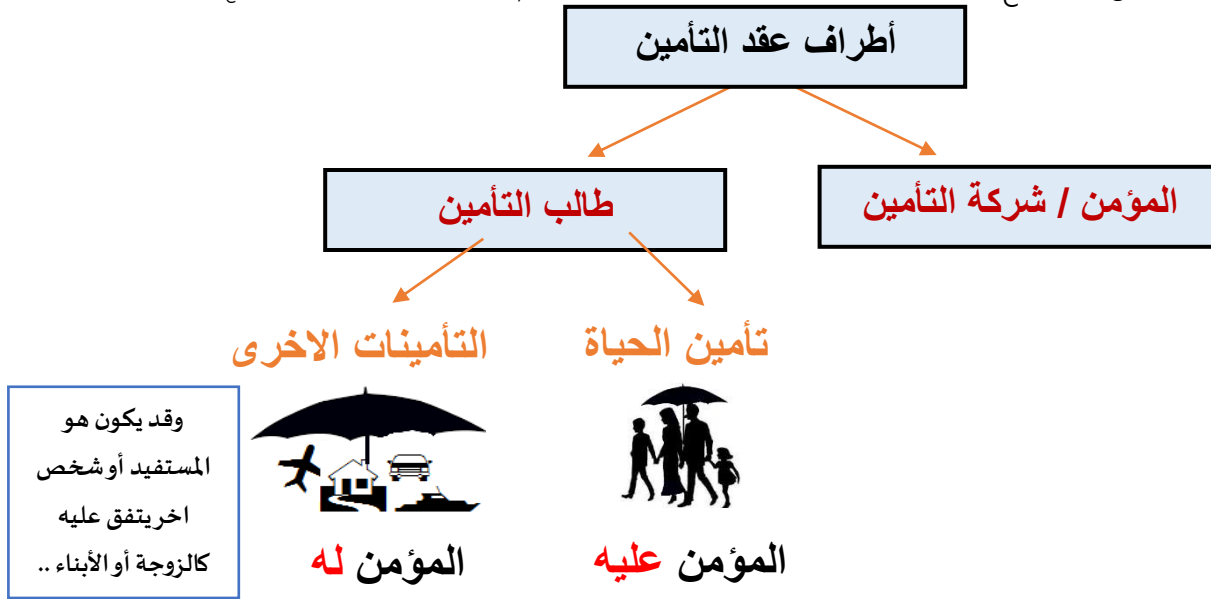 أطراف عقد التأمين
المؤمن / شركة التأمين
طالب التأمين
تأمين الحياة
التأمينات الاخرى
المؤمن عليه
المؤمن له
وقد يكون هو
المستفيد أو شخص
اخر يتفق عليه
كالزوجة أو الأبناء ..